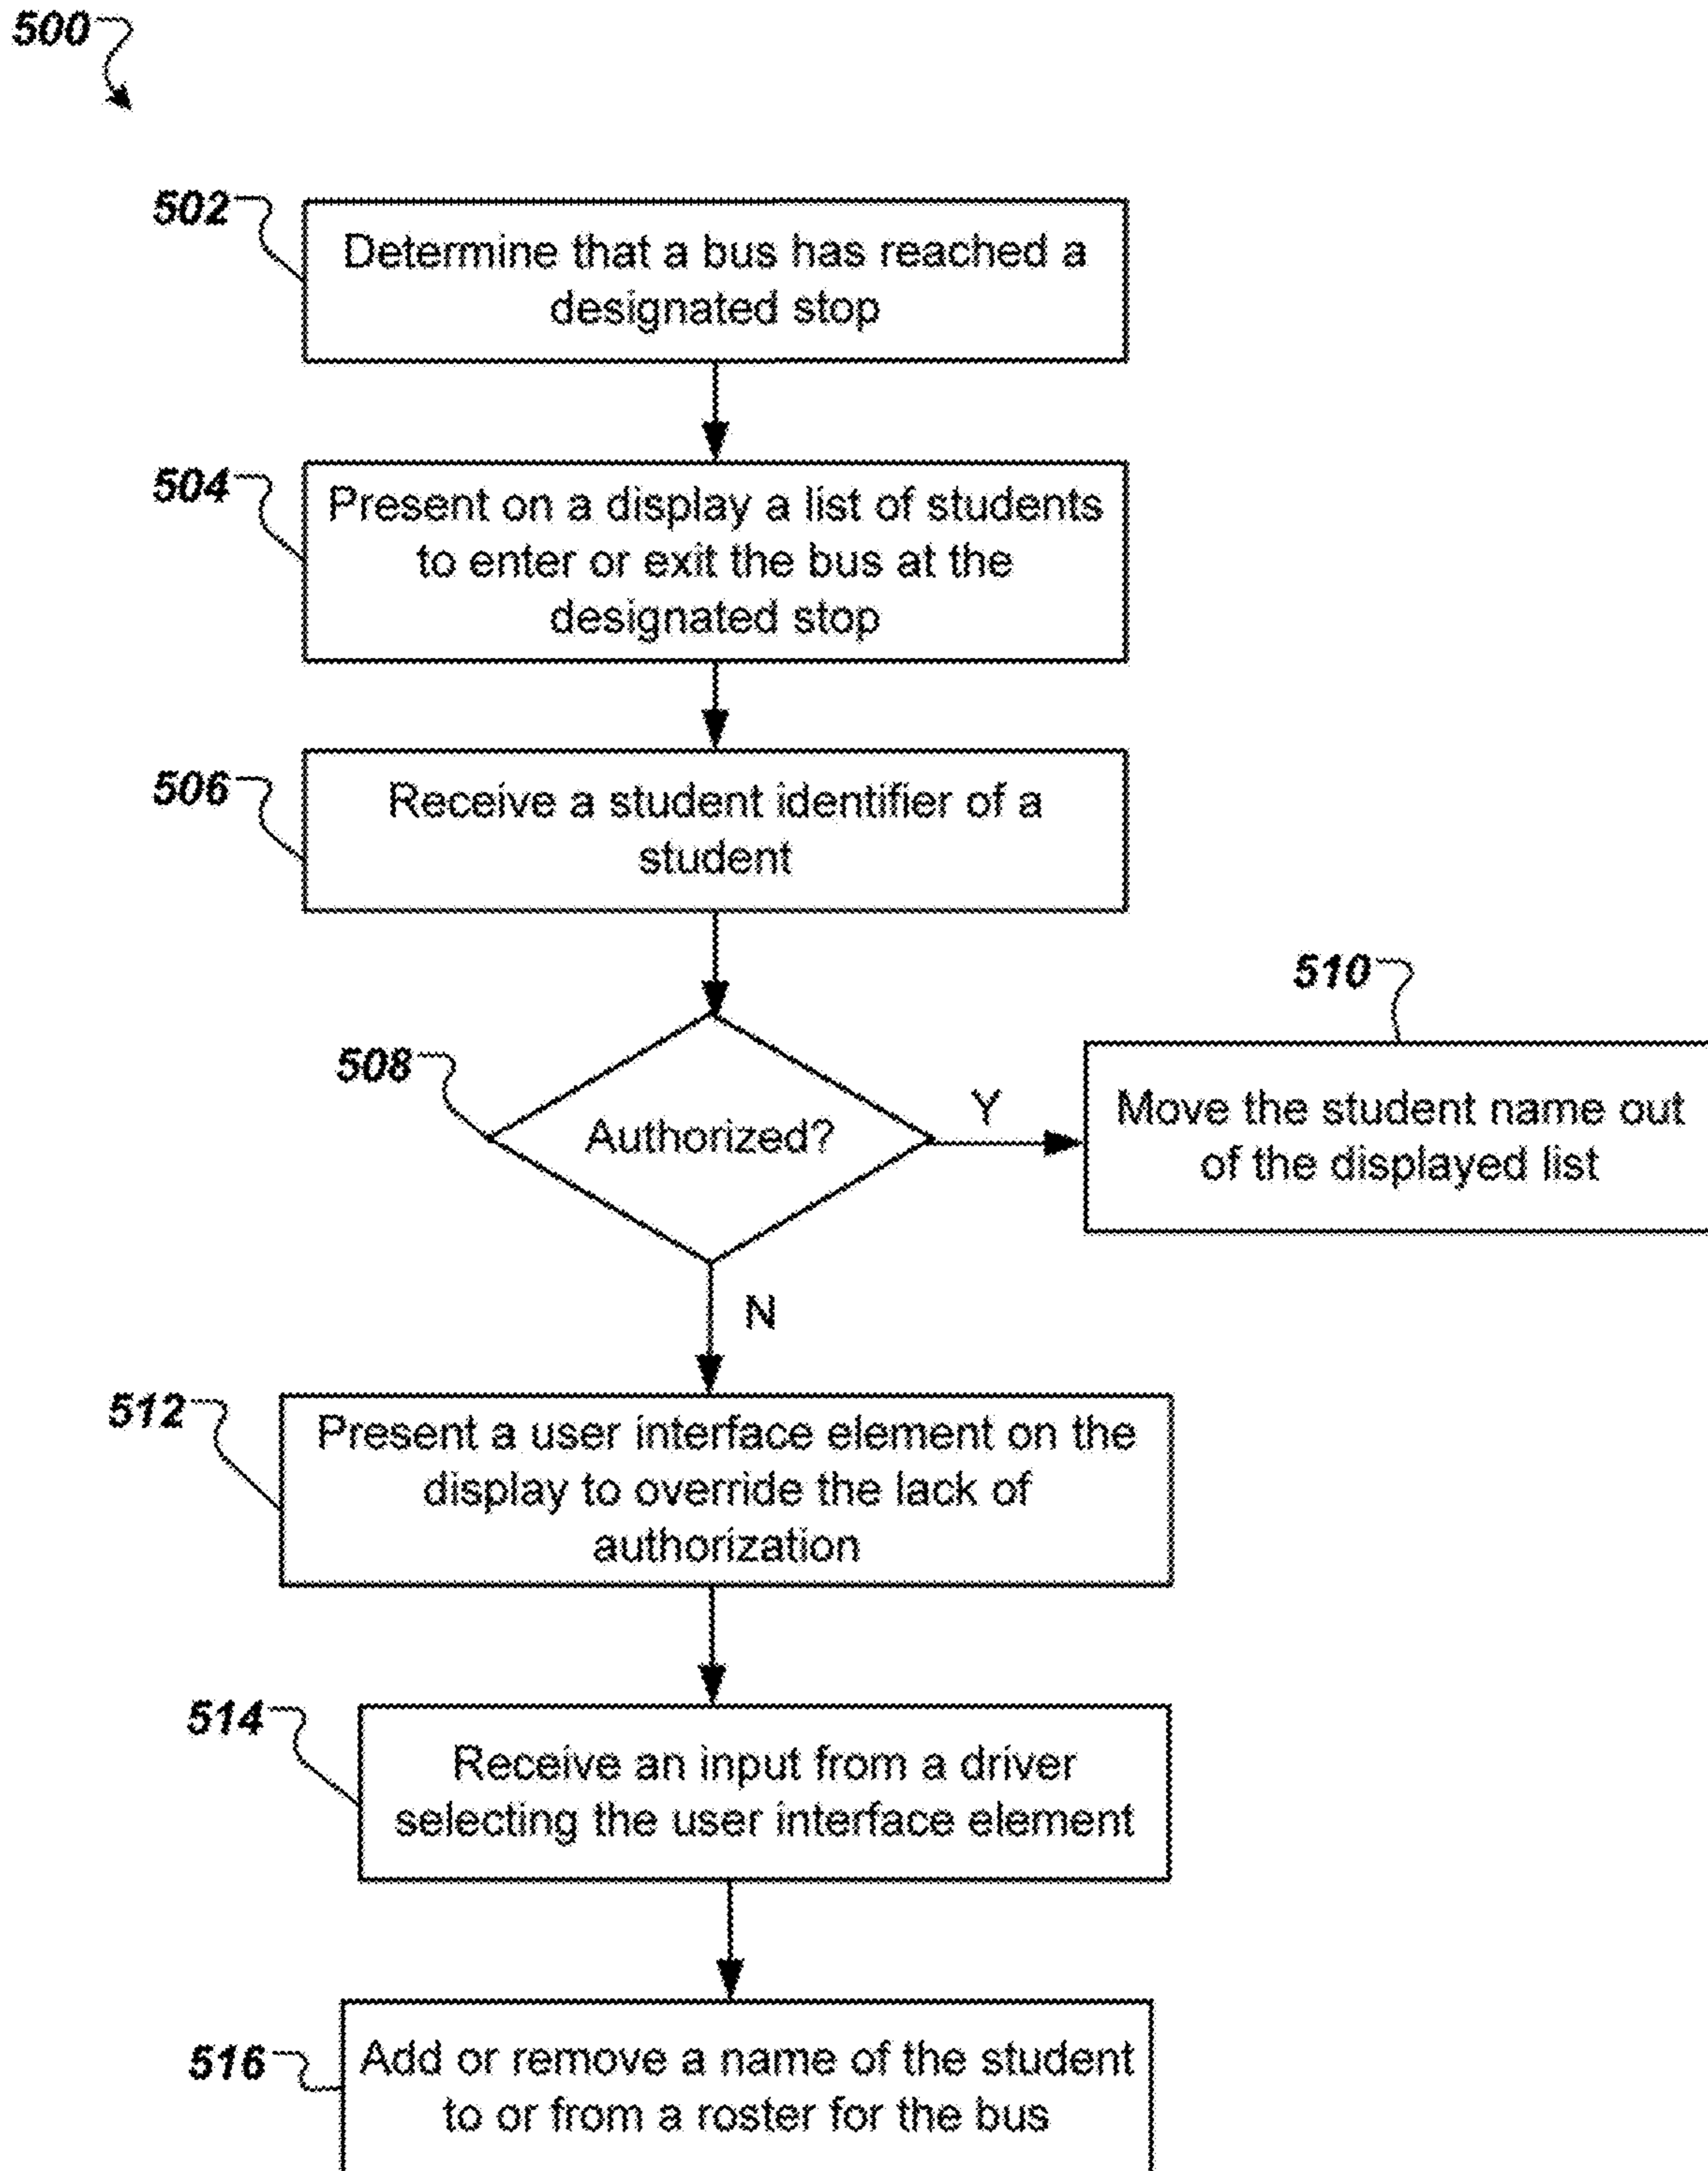 500
502
Determine that a bus has reached a
designated stop
504
Present on a display a list of students
to enter or exit the bus at the
designated stop
506
Receive a student identifier of a
student
508
Authorized?
Y
510
Move the student name out
of the displayed list
N
512
Present a user interface element on the
display to override the lack of
authorization
514
Receive an input from a driver
selecting the user interface element
516
Add or remove a name of the student
to or from a roster for the bus